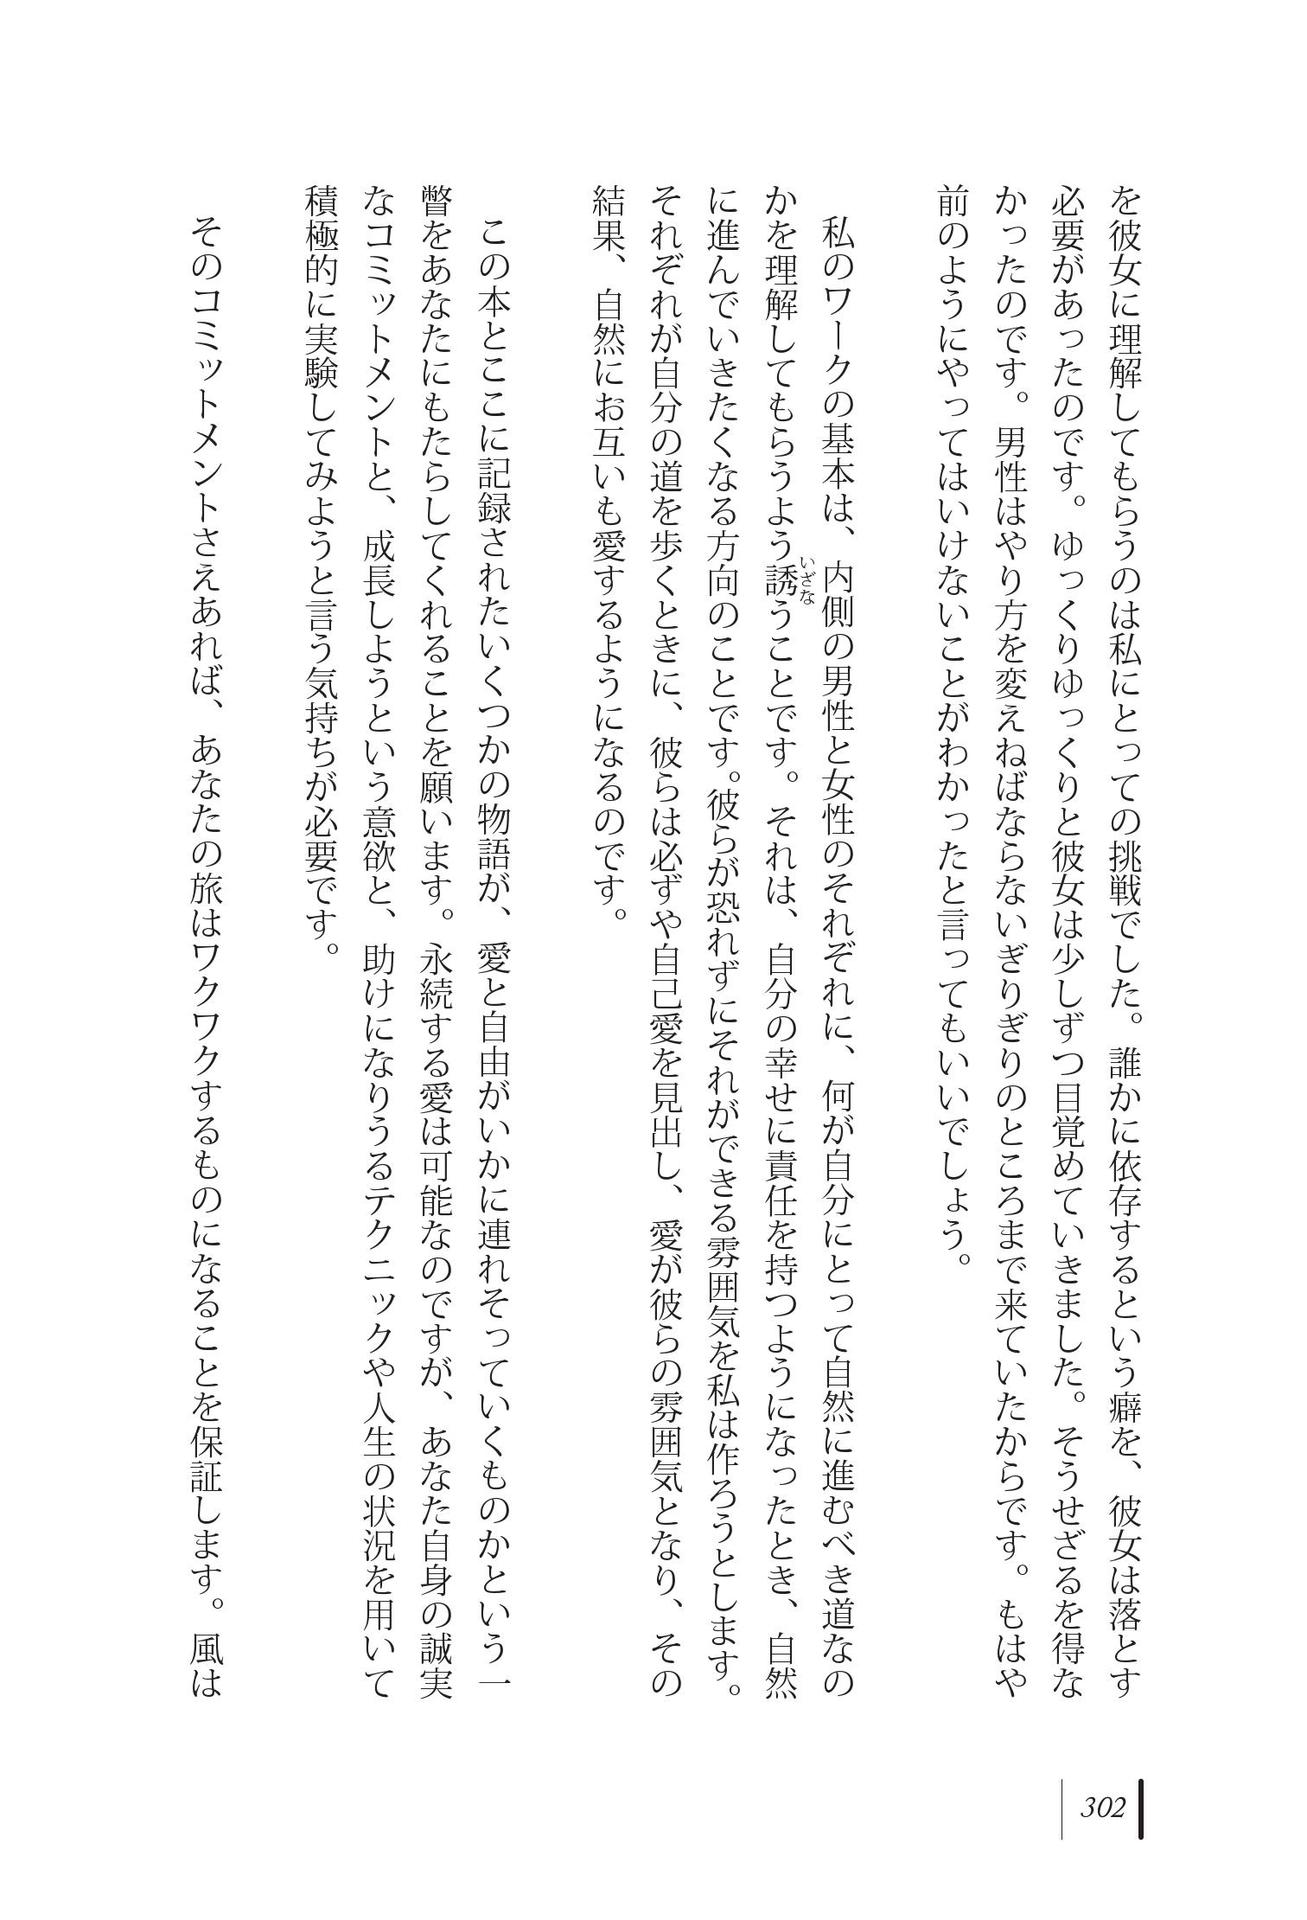 を彼女に理解してもらうのは私にとっての挑戦でした。誰かに依存するという癖を、彼女は落とす
必要があったのです。ゆっくりゆっくりと彼女は少しずつ目覚めていきました。そうせざるを得な
かったのです。男性はやり方を変えねばならないぎりぎりのところまで来ていたからです。もはや
前のようにやってはいけないことがわかったと言ってもいいでしょう。
私のワークの基本は、内側の男性と女性のそれぞれに、何が自分にとって自然に進むべき道なの
いざな
かを理解してもらうよう誘うことです。それは、自分の幸せに責任を持つようになったとき、自然
に進んでいきたくなる方向のことです。彼らが恐れずにそれができる雰囲気を私は作ろうとします。
それぞれが自分の道を歩くときに、彼らは必ずや自己愛を見出し、愛が彼らの雰囲気となり、その
結果、自然にお互いも愛するようになるのです。
この本とここに記録されたいくつかの物語が、愛と自由がいかに連れそっていくものかという一
瞥をあなたにもたらしてくれることを願います。永続する愛は可能なのですが、あなた自身の誠実
なコミットメントと、成長しようという意欲と、助けになりうるテクニックや人生の状況を用いて
積極的に実験してみようと言う気持ちが必要です。
そのコミットメントさえあれば、あなたの旅はワクワクするものになることを保証します。風は
302